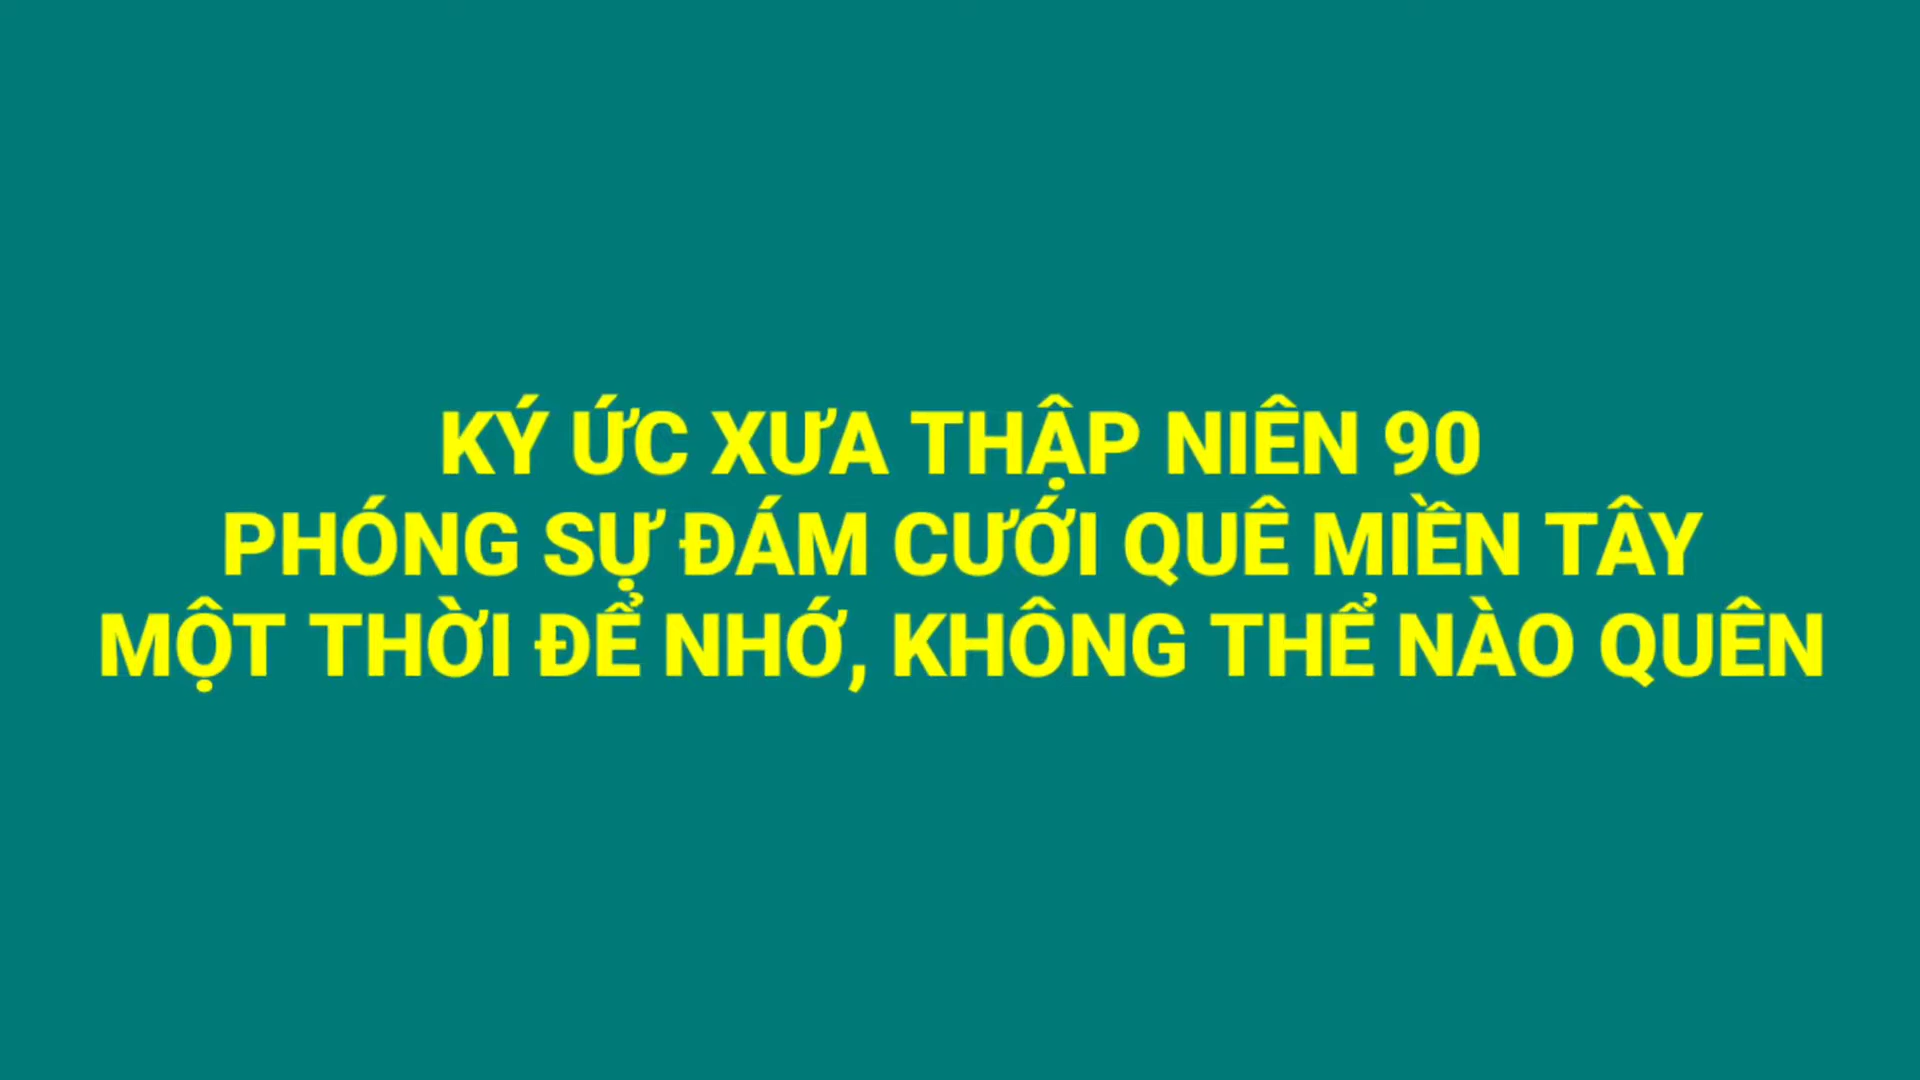 KÝ ỨC XƯA THẬP NIÊN 90
PHÓNG SỰ ĐÁM CƯỚI QUÊ MIỀN TÂY
MỘT THỜI ĐỂ NHỚ, KHÔNG THỂ NÀO QUÊN